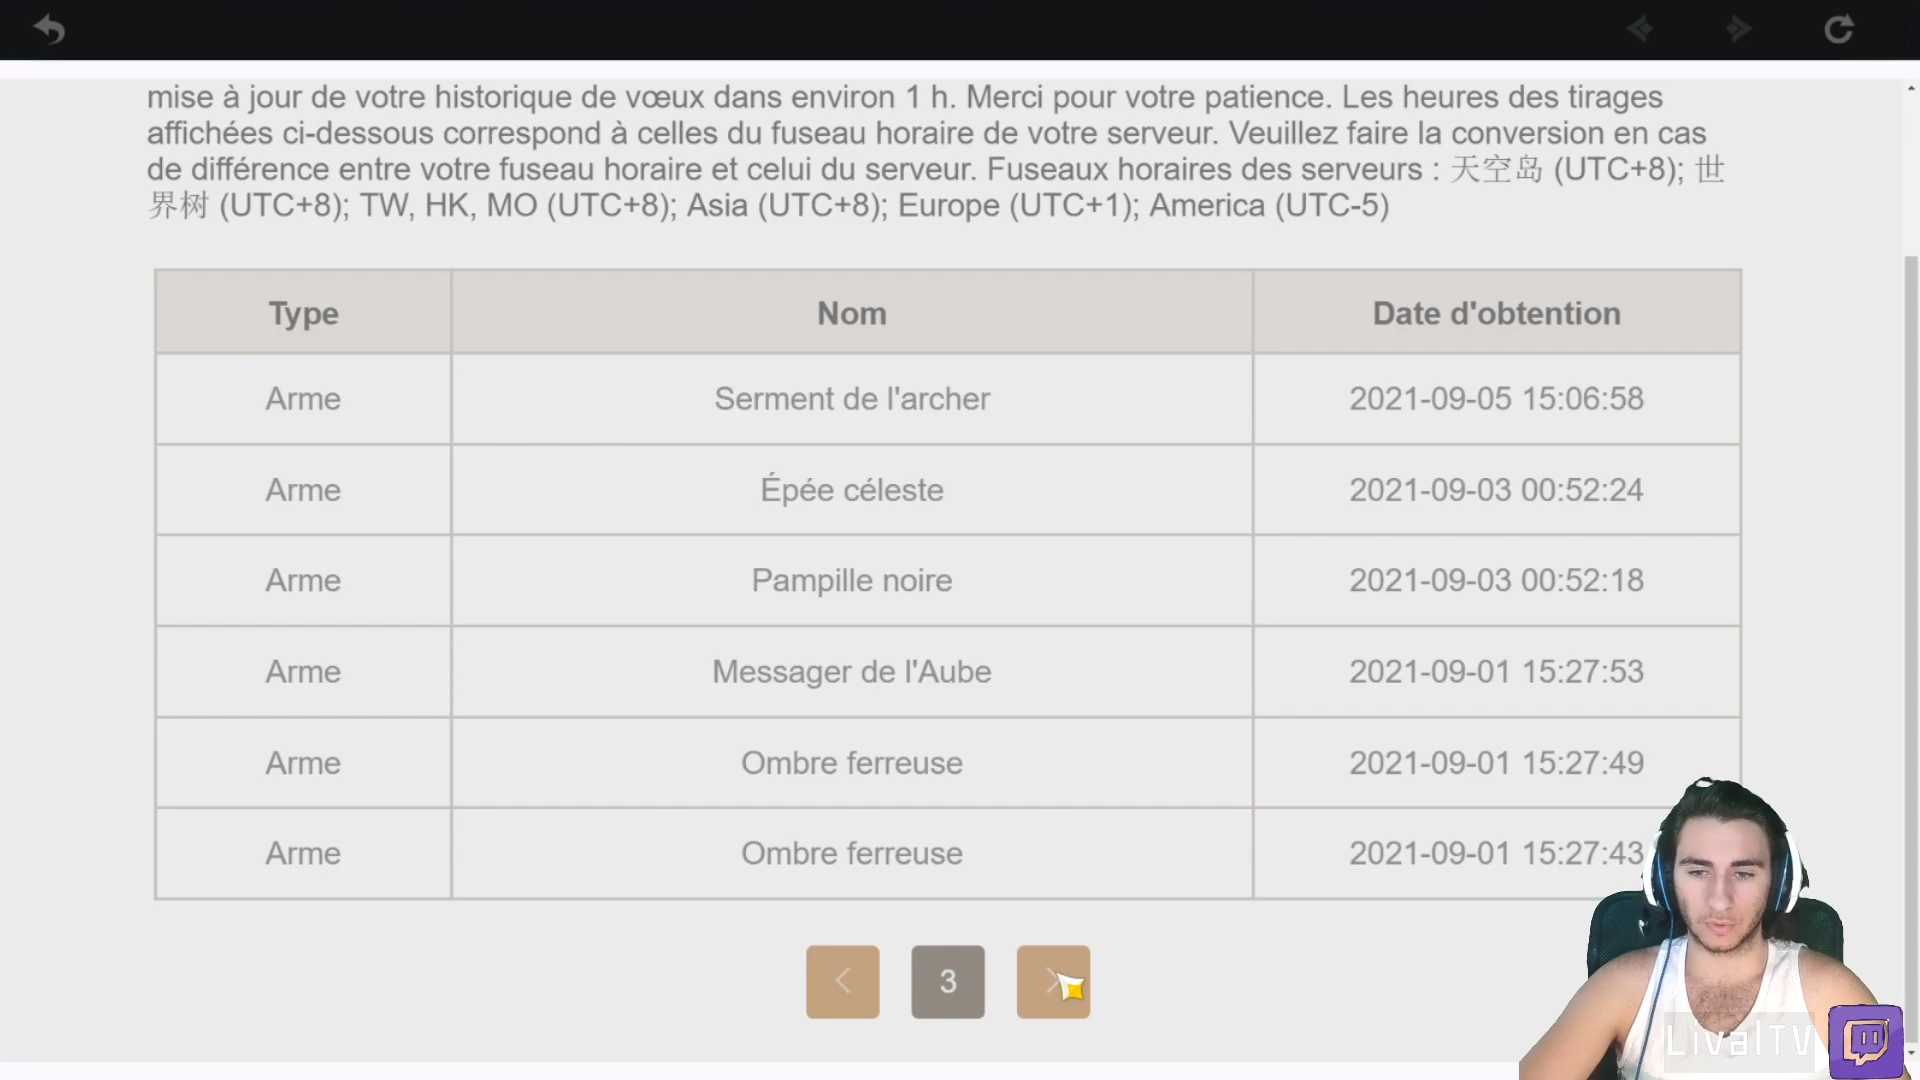 mise à jour de votre historique de vœux dans environ 1 h. Merci pour votre patience. Les heures des tirages
affichées ci-dessous correspond à celles du fuseau horaire de votre serveur. Veuillez faire la conversion en cas
de différence entre votre fuseau horaire et celui du serveur. Fuseaux horaires des serveurs : 天空岛 (UTC+8); 世
界树 (UTC+8); TW, HK, MO (UTC+8); Asia (UTC+8); Europe (UTC+1); America (UTC-5)
Type Nom Date d'obtention
Arme Serment de l'archer 2021-09-05 15:06:58
Arme Épée céleste 2021-09-03 00:52:24
Arme Pampille noire 2021-09-03 00:52:18
Arme Messager de l'Aube 2021-09-01 15:27:53
Arme Ombre ferreuse 2021-09-01 15:27:49
Arme Ombre ferreuse 2021-09-01 15:27:43
3
LivalTV